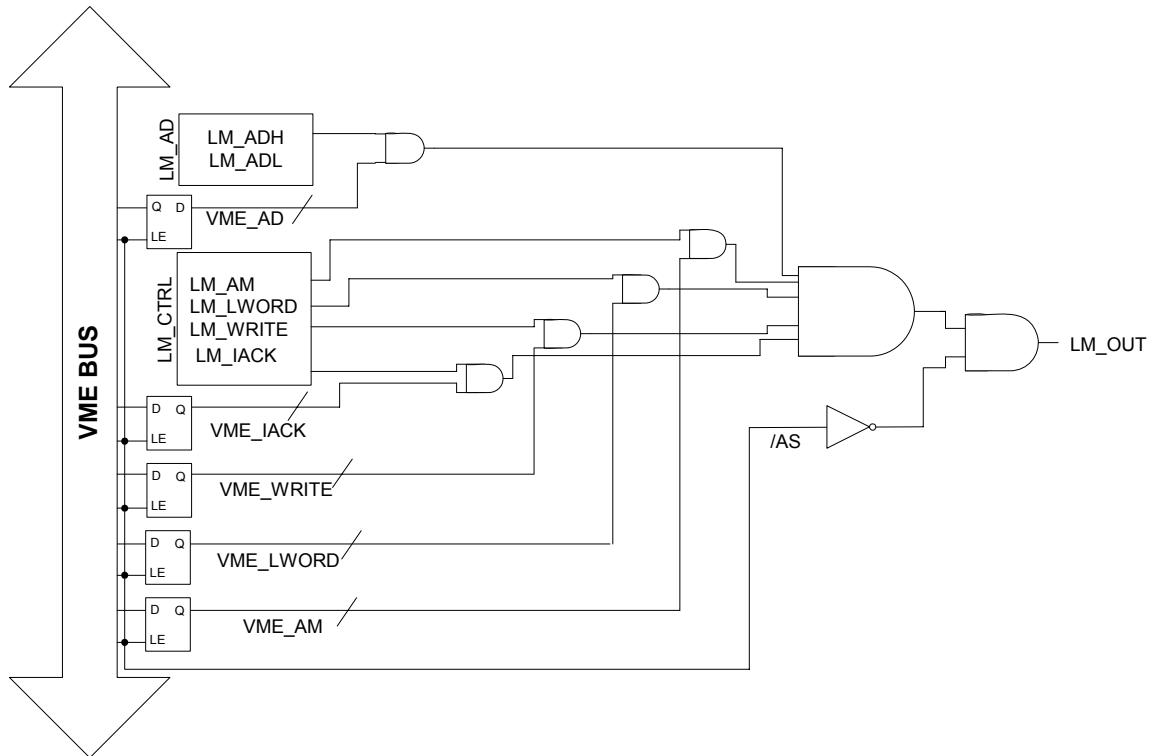 LM_AD
LM_ADH
LM_ADL
Q D
LE
VME_AD
LM_CTRL
LM_AM
LM_LWORD
LM_WRITE
LM_IACK
LM_OUT
VME BUS
D Q
LE
VME_IACK
/AS
D Q
LE
VME_WRITE
D Q
LE
VME_LWORD
D Q
LE
VME_AM